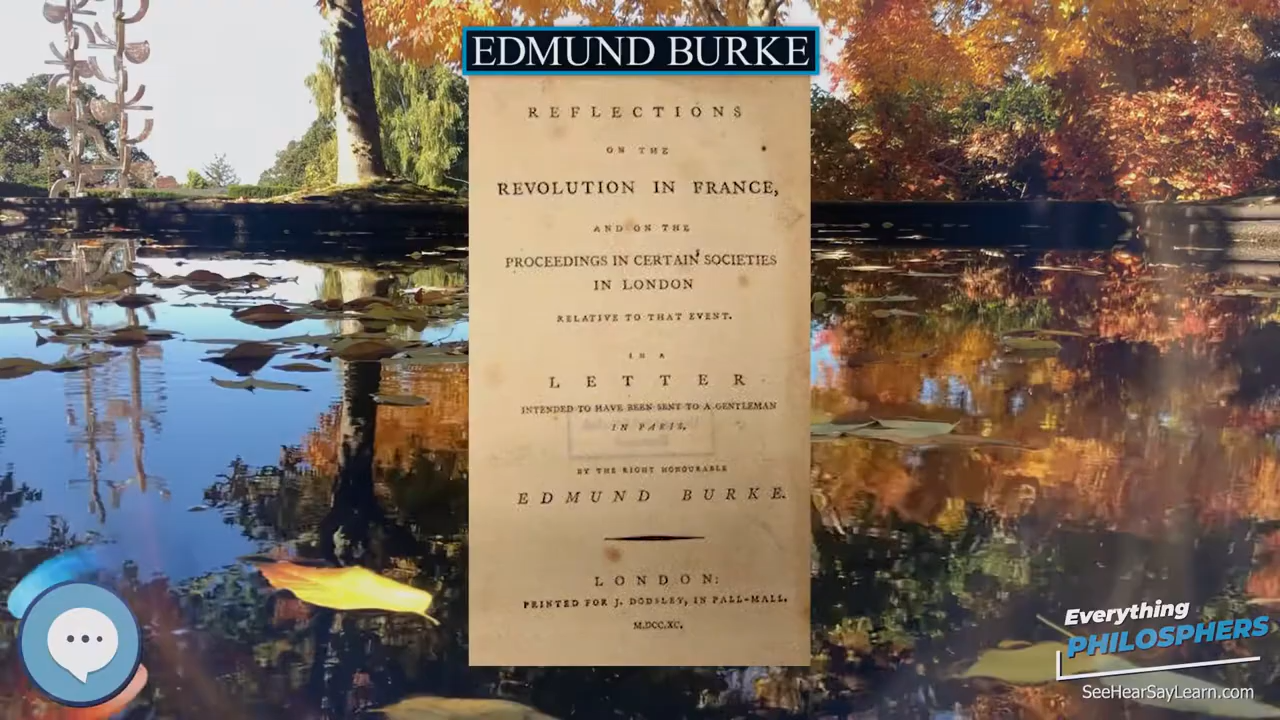 EDMUND BURKE
REFLECTIONS
ON THE
REVOLUTION IN FRANCE,
AND ON THE
PROCEEDINGS IN CERTAIN SOCIETIES
IN LONDON
RELATIVE TO THAT EVENT.
IN A
LETTER
INTENDED TO HAVE BEEN SENT TO A GENTLEMAN
IN PARIS,
BY THE RIGHT HONOURABLE
EDMUND BURKE.
LONDON:
PRINTED FOR J. DODSLEY, IN PALL-MALL.
M.DCC.XC.
Everything
PHILOSPHERS
SeeHearSayLearn.com